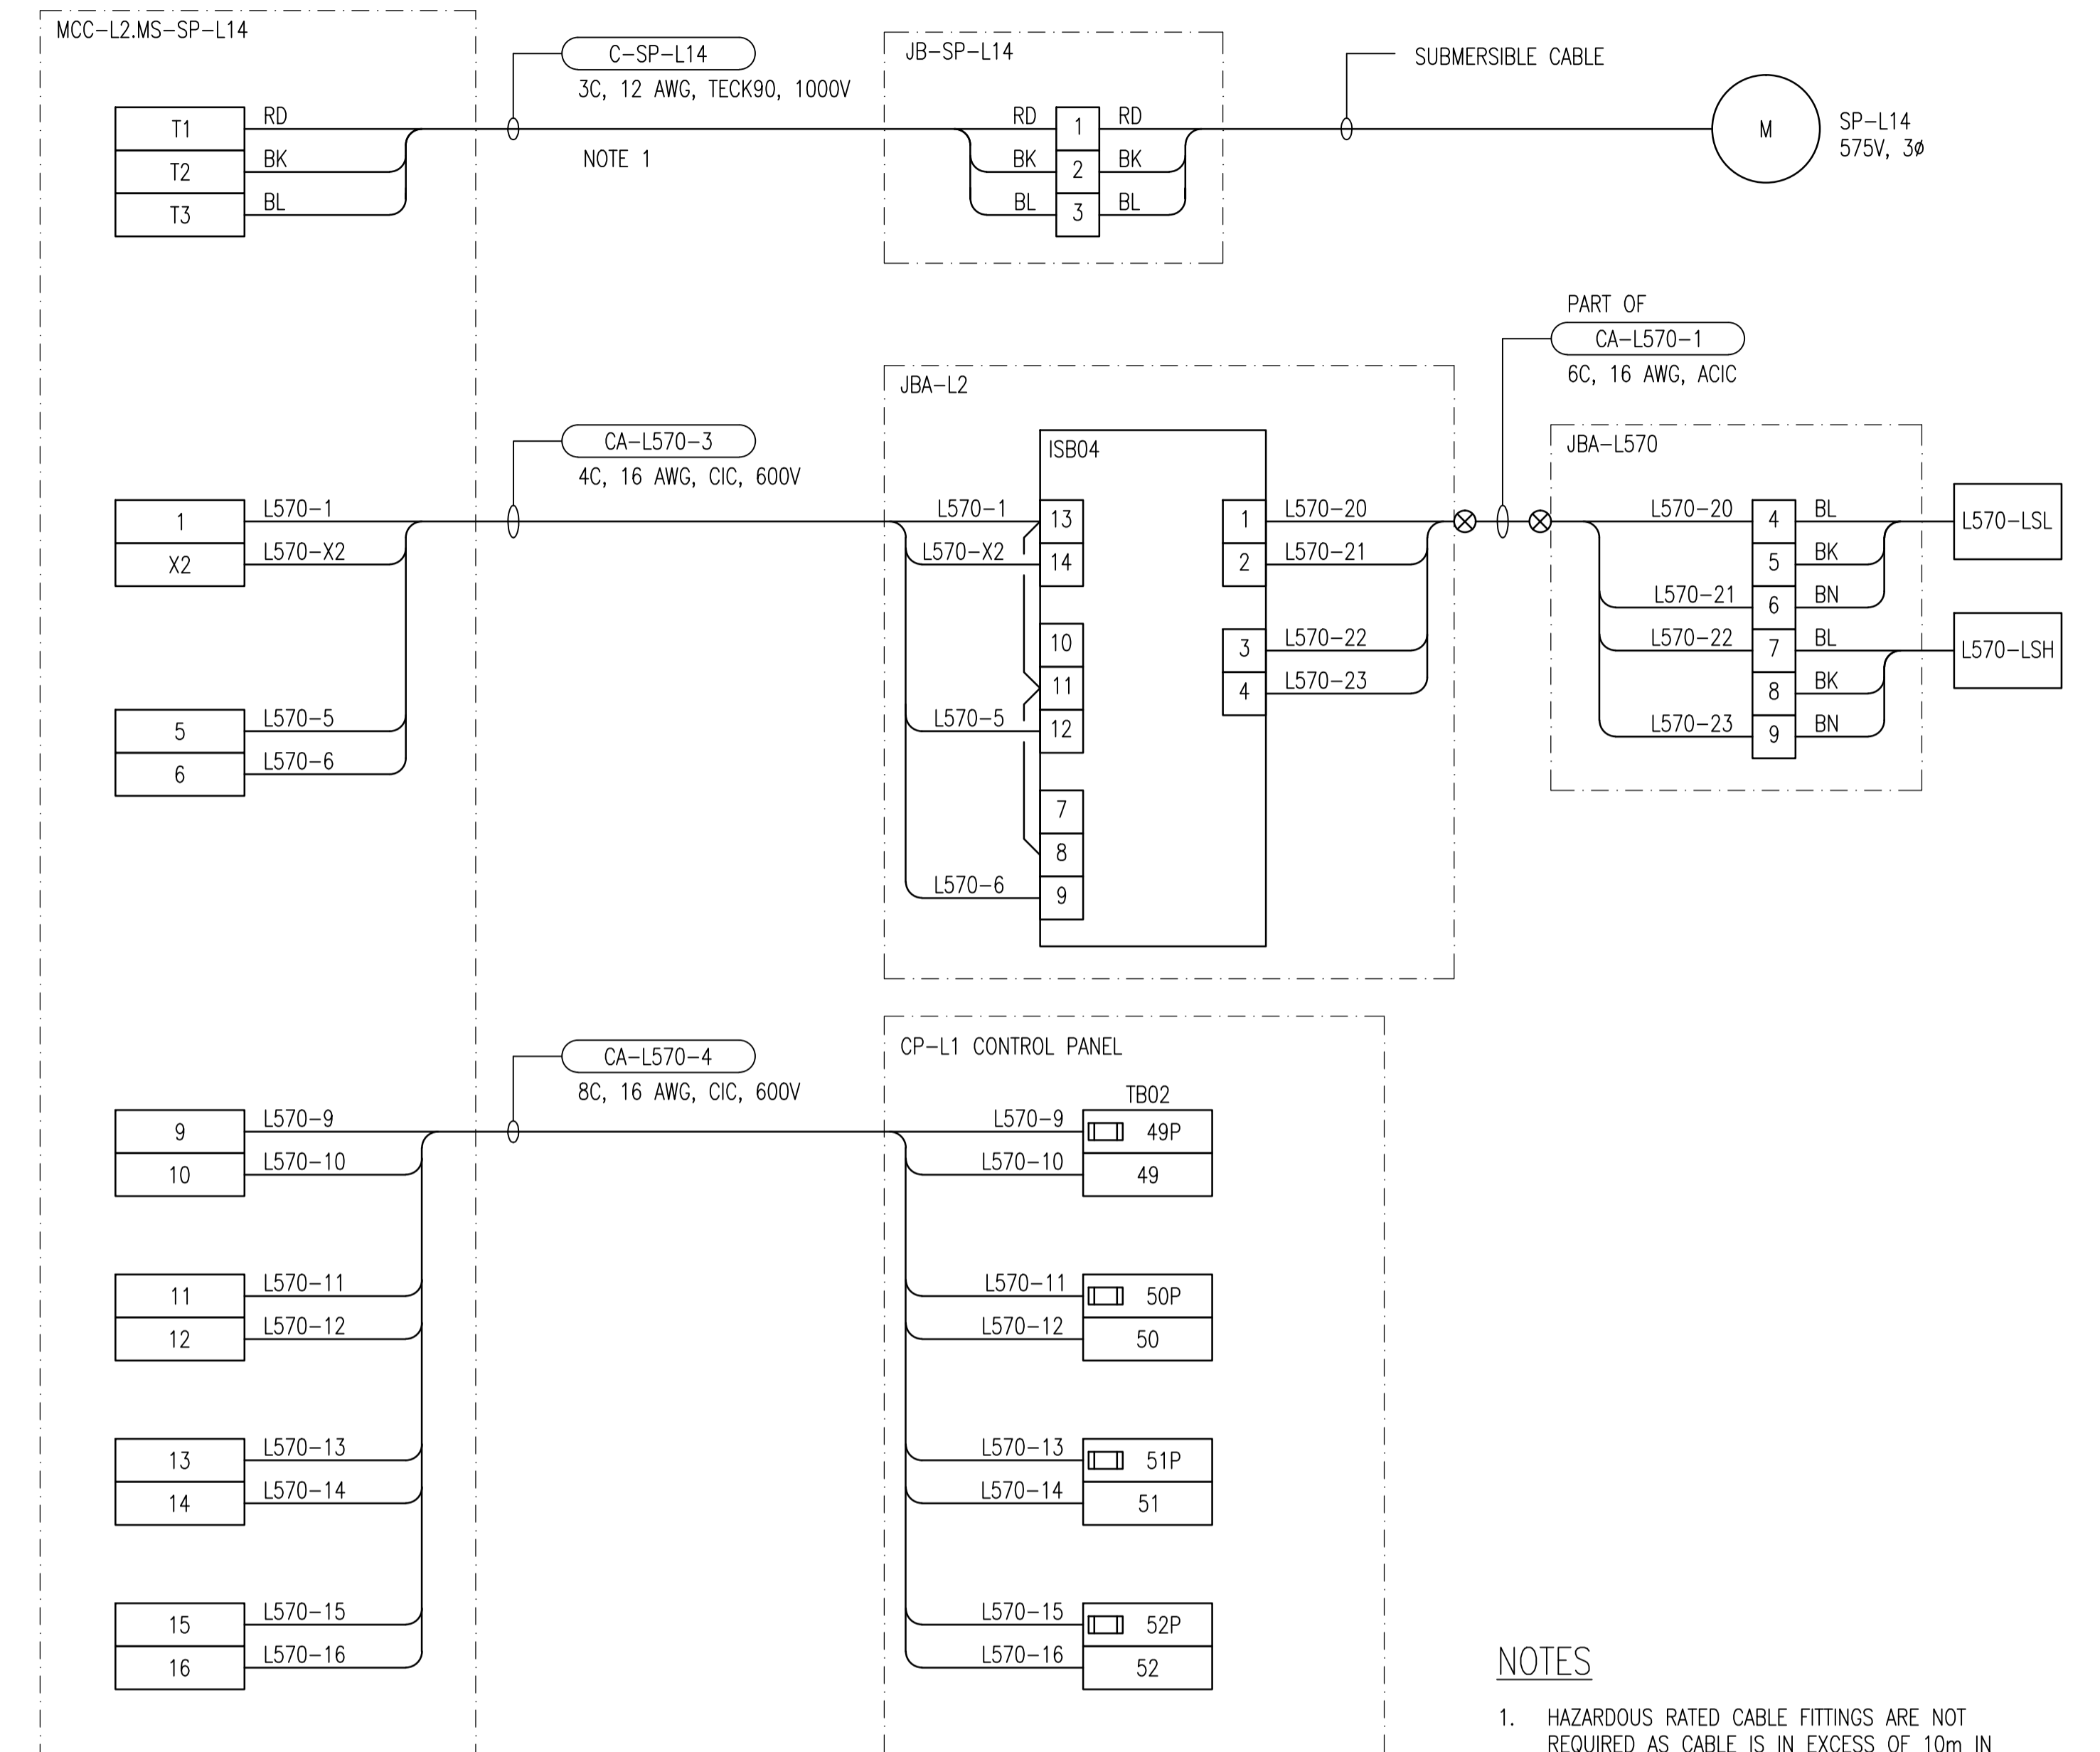 MCC-L2.MS-SP-L14
T1
RD
T2
BK
T3
BL
C-SP-L14
3C, 12 AWG, TECK90, 1000V
NOTE 1
JB-SP-L14
RD
1
RD
BK
2
BK
BL
3
BL
SUBMERSIBLE CABLE
M
SP-L14
575V, 3Ø
1
L570-1
X2
L570-X2
5
L570-5
6
L570-6
CA-L570-3
4C, 16 AWG, CIC, 600V
JBA-L2
ISB04
L570-1
13
L570-X2
14
10
11
L570-5
12
7
8
L570-6
9
1
L570-20
2
L570-21
3
L570-22
4
L570-23
PART OF
CA-L570-1
6C, 16 AWG, ACIC
JBA-L570
L570-20
4
BL
5
BK
L570-21
6
BN
L570-22
7
BL
8
BK
L570-23
9
BN
L570-LSL
L570-LSH
9
L570-9
10
L570-10
11
L570-11
12
L570-12
13
L570-13
14
L570-14
15
L570-15
16
L570-16
CA-L570-4
8C, 16 AWG, CIC, 600V
CP-L1 CONTROL PANEL
TB02
L570-9
49P
L570-10
49
L570-11
50P
L570-12
50
L570-13
51P
L570-14
51
L570-15
52P
L570-16
52
NOTES
1. HAZARDOUS RATED CABLE FITTINGS ARE NOT
REQUIRED AS CABLE IS IN EXCESS OF 10m IN